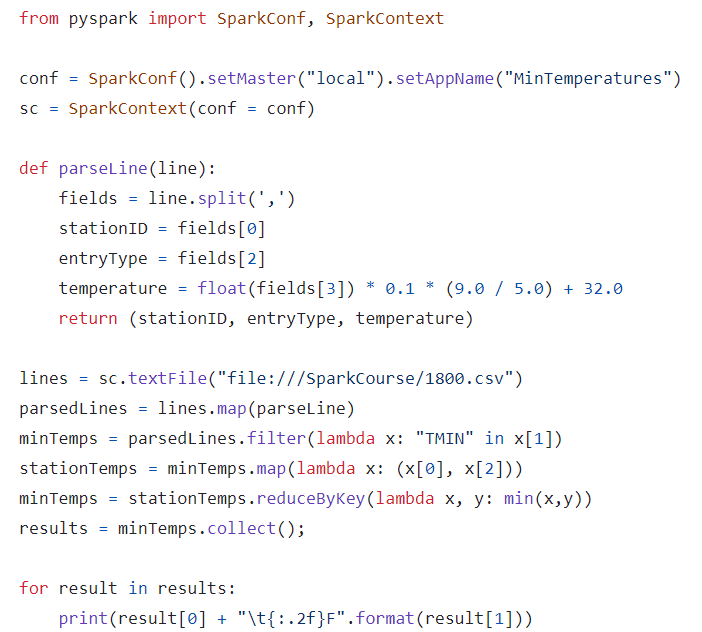 from pyspark import SparkConf, SparkContext

conf = SparkConf().setMaster("local").setAppName("MinTemperatures")
sc = SparkContext(conf = conf)

def parseLine(line):
    fields = line.split(',')
    stationID = fields[0]
    entryType = fields[2]
    temperature = float(fields[3]) * 0.1 * (9.0 / 5.0) + 32.0
    return (stationID, entryType, temperature)

lines = sc.textFile("file:///SparkCourse/1800.csv")
parsedLines = lines.map(parseLine)
minTemps = parsedLines.filter(lambda x: "TMIN" in x[1])
stationTemps = minTemps.map(lambda x: (x[0], x[2]))
minTemps = stationTemps.reduceByKey(lambda x, y: min(x,y))
results = minTemps.collect();

for result in results:
    print(result[0] + "\t{:.2f}F".format(result[1]))